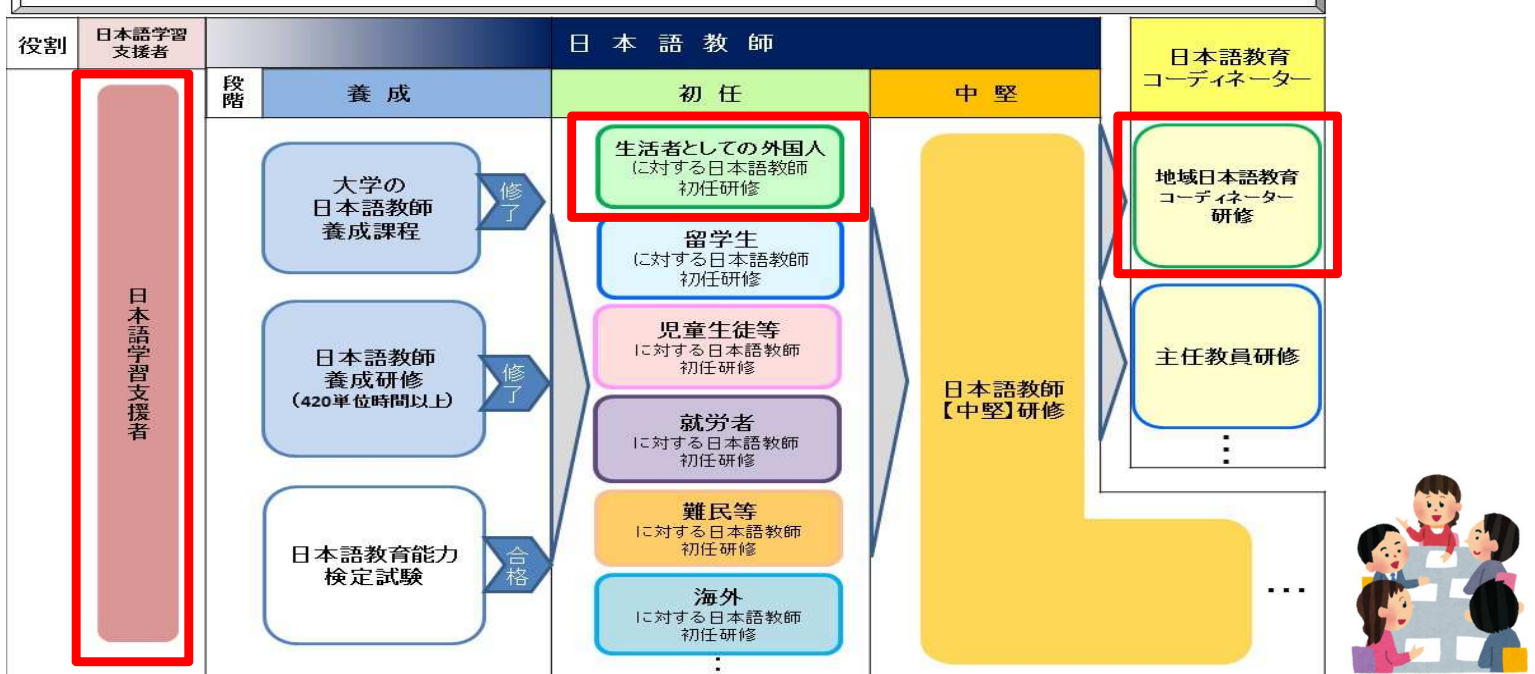 役割
日本語学習
支援者
日本語教師
日本語教育
コーディネーター
段階
養成
初任
中堅
日本語学習支援者
大学の
日本語教師
養成課程
修了
日本語教師
養成研修
(420単位時間以上)
修了
日本語教育能力
検定試験
合格
生活者としての外国人
に対する日本語教師
初任研修
留学生
に対する日本語教師
初任研修
児童生徒等
に対する日本語教師
初任研修
就労者
に対する日本語教師
初任研修
難民等
に対する日本語教師
初任研修
海外
に対する日本語教師
初任研修
⋮
日本語教師
【中堅】研修
…
地域日本語教育
コーディネーター
研修
主任教員研修
⋮